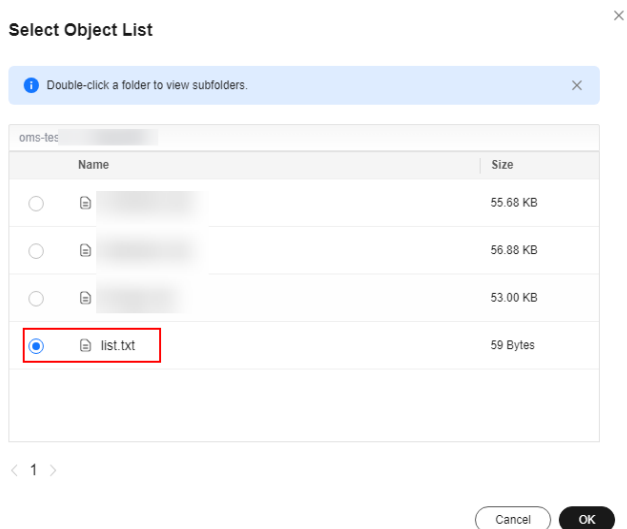 Select Object List
Double-click a folder to view subfolders.
oms-tes
Name Size
55.68 KB
56.88 KB
53.00 KB
list.txt 59 Bytes
1
Cancel OK